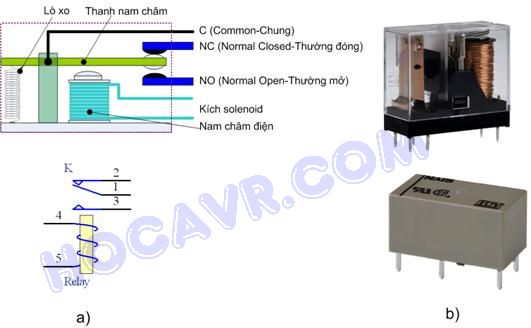 Lò xo
Thanh nam châm
C (Common-Chung)
NC (Normal Closed-Thường đóng)
NO (Normal Open-Thường mở)
Kích solenoid
Nam châm điện
K
2
1
3
4
5
Relay
HOCAVR.COM
NAIS
TÜV
a)
b)